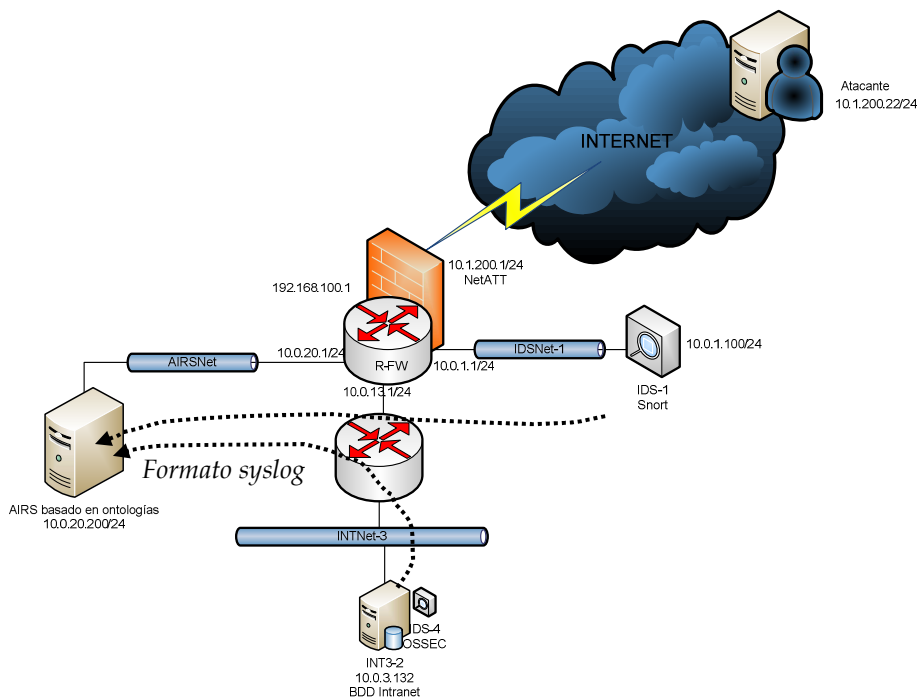 Atacante
10.1.200.22/24
INTERNET
10.1.200.1/24
NetATT
192.168.100.1
10.0.20.1/24
R-FW
10.0.1.1/24
10.0.13.1/24
AIRSNet
IDSNet-1
10.0.1.100/24
IDS-1
Snort
Formato syslog
AIRS basado en ontologías
10.0.20.200/24
INTNet-3
IDS-4
OSSEC
INT3-2
10.0.3.132
BDD Intranet